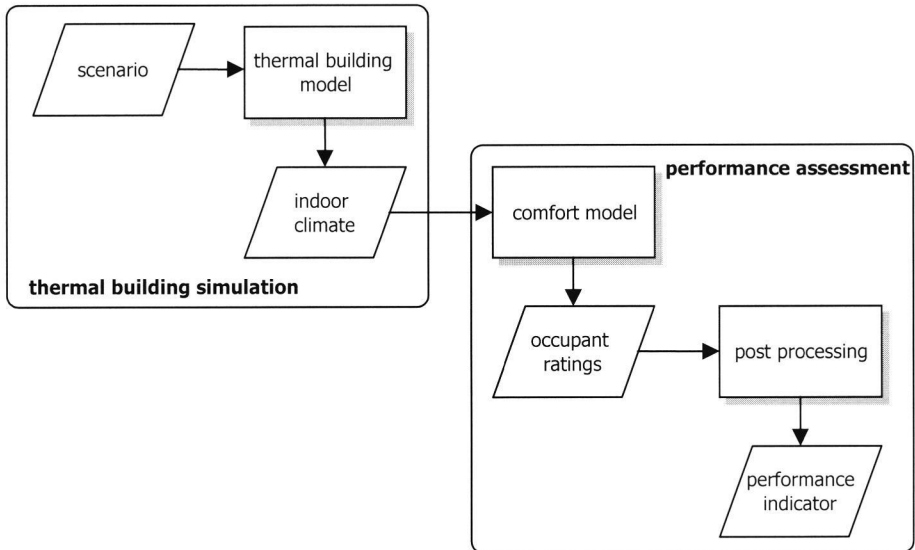 scenario
thermal building
model
indoor
climate
thermal building simulation
performance assessment
comfort model
occupant
ratings
post processing
performance
indicator